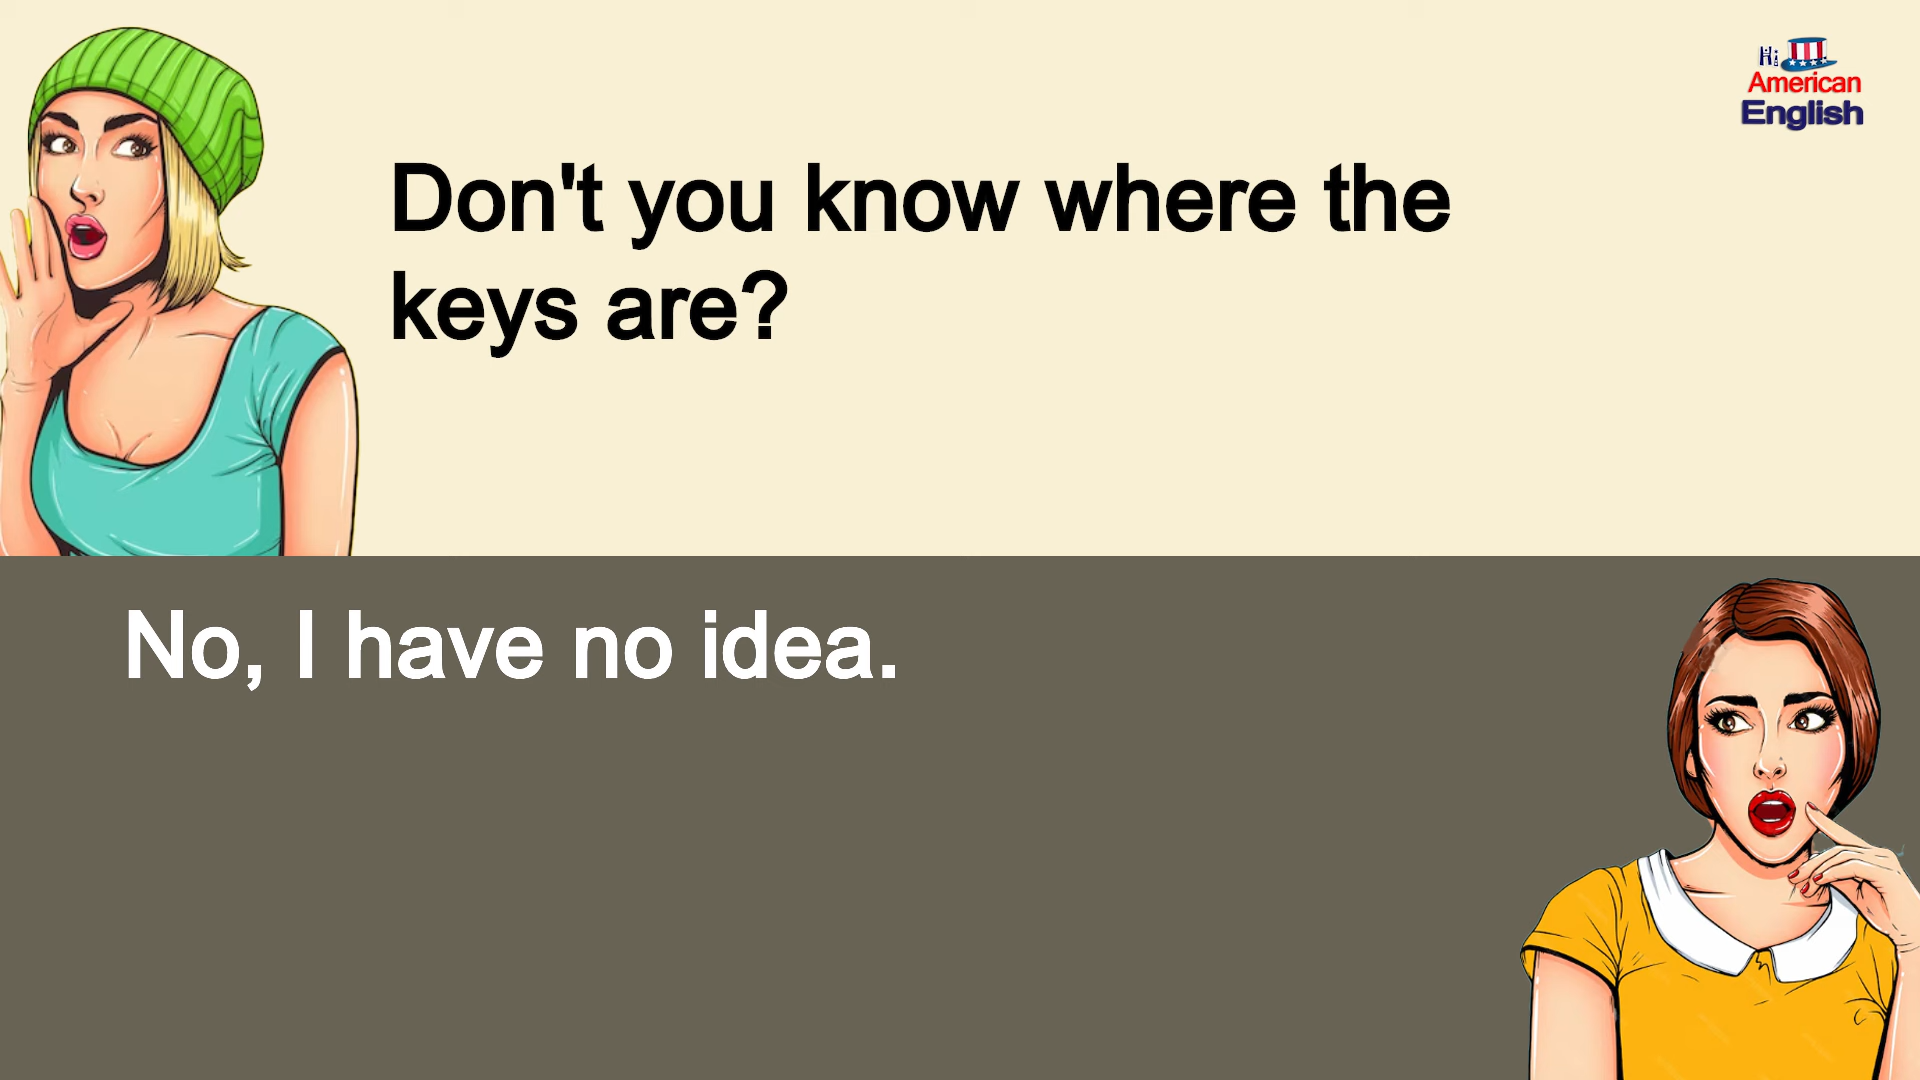 Hi
American
English
Don't you know where the
keys are?
No, I have no idea.